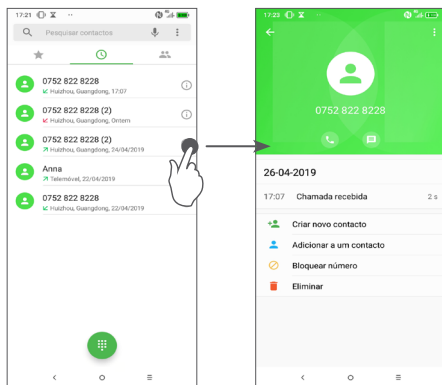 17:21
Pesquisar contactos
0752 822 8228
Huizhou, Guangdong, 17:07
0752 822 8228 (2)
Huizhou, Guangdong, Ontem
0752 822 8228 (2)
Huizhou, Guangdong, 24/04/2019
Anna
Telemóvel, 22/04/2019
0752 822 8228
Huizhou, Guangdong, 22/04/2019
17:23
0752 822 8228
26-04-2019
17:07 Chamada recebida 2 s
Criar novo contacto
Adicionar a um contacto
Bloquear número
Eliminar